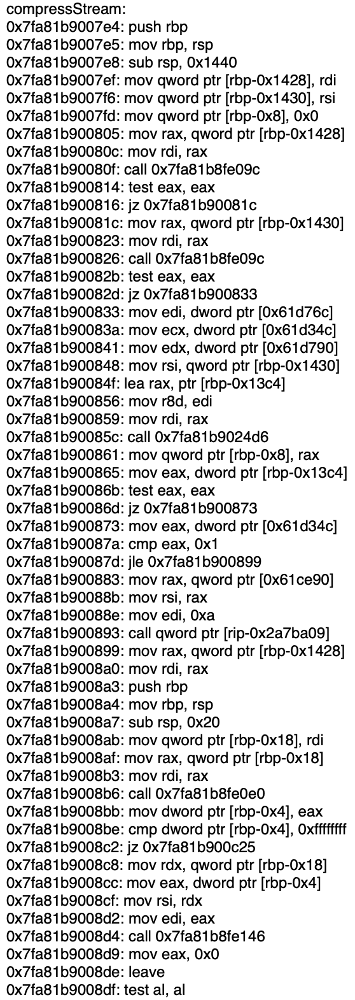 compressStream:
0x7fa81b9007e4: push rbp
0x7fa81b9007e5: mov rbp, rsp
0x7fa81b9007e8: sub rsp, 0x1440
0x7fa81b9007ef: mov qword ptr [rbp-0x1428], rdi
0x7fa81b9007f6: mov qword ptr [rbp-0x1430], rsi
0x7fa81b9007fd: mov qword ptr [rbp-0x8], 0x0
0x7fa81b900805: mov rax, qword ptr [rbp-0x1428]
0x7fa81b90080c: mov rdi, rax
0x7fa81b90080f: call 0x7fa81b8fe09c
0x7fa81b900814: test eax, eax
0x7fa81b900816: jz 0x7fa81b90081c
0x7fa81b90081c: mov rax, qword ptr [rbp-0x1430]
0x7fa81b900823: mov rdi, rax
0x7fa81b900826: call 0x7fa81b8fe09c
0x7fa81b90082b: test eax, eax
0x7fa81b90082d: jz 0x7fa81b900833
0x7fa81b900833: mov edi, dword ptr [0x61d76c]
0x7fa81b90083a: mov ecx, dword ptr [0x61d34c]
0x7fa81b900841: mov edx, dword ptr [0x61d790]
0x7fa81b900848: mov rsi, qword ptr [rbp-0x1430]
0x7fa81b90084f: lea rax, ptr [rbp-0x13c4]
0x7fa81b900856: mov r8d, edi
0x7fa81b900859: mov rdi, rax
0x7fa81b90085c: call 0x7fa81b9024d6
0x7fa81b900861: mov qword ptr [rbp-0x8], rax
0x7fa81b900865: mov eax, dword ptr [rbp-0x13c4]
0x7fa81b90086b: test eax, eax
0x7fa81b90086d: jz 0x7fa81b900873
0x7fa81b900873: mov eax, dword ptr [0x61d34c]
0x7fa81b90087a: cmp eax, 0x1
0x7fa81b90087d: jle 0x7fa81b900899
0x7fa81b900883: mov rax, qword ptr [0x61ce90]
0x7fa81b90088b: mov rsi, rax
0x7fa81b90088e: mov edi, 0xa
0x7fa81b900893: call qword ptr [rip-0x2a7ba09]
0x7fa81b900899: mov rax, qword ptr [rbp-0x1428]
0x7fa81b9008a0: mov rdi, rax
0x7fa81b9008a3: push rbp
0x7fa81b9008a4: mov rbp, rsp
0x7fa81b9008a7: sub rsp, 0x20
0x7fa81b9008ab: mov qword ptr [rbp-0x18], rdi
0x7fa81b9008af: mov rax, qword ptr [rbp-0x18]
0x7fa81b9008b3: mov rdi, rax
0x7fa81b9008b6: call 0x7fa81b8fe0e0
0x7fa81b9008bb: mov dword ptr [rbp-0x4], eax
0x7fa81b9008be: cmp dword ptr [rbp-0x4], 0xffffffff
0x7fa81b9008c2: jz 0x7fa81b900c25
0x7fa81b9008c8: mov rdx, qword ptr [rbp-0x18]
0x7fa81b9008cc: mov eax, dword ptr [rbp-0x4]
0x7fa81b9008cf: mov rsi, rdx
0x7fa81b9008d2: mov edi, eax
0x7fa81b9008d4: call 0x7fa81b8fe146
0x7fa81b9008d9: mov eax, 0x0
0x7fa81b9008de: leave
0x7fa81b9008df: test al, al